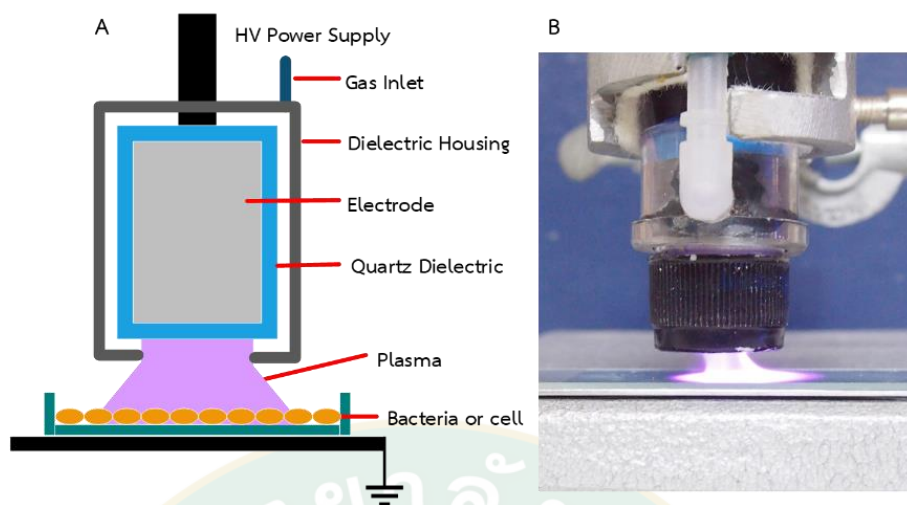 A
B
HV Power Supply
Gas Inlet
Dielectric Housing
Electrode
Quartz Dielectric
Plasma
Bacteria or cell